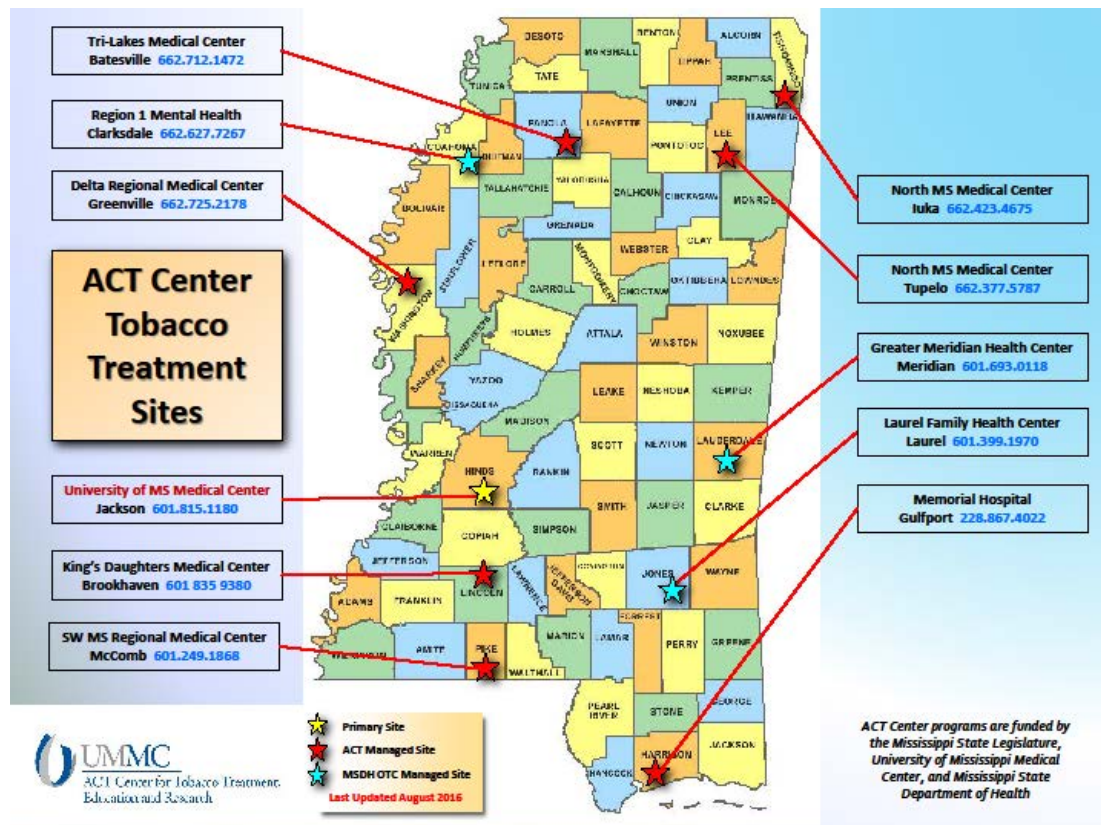 Tri-Lakes Medical Center
Batesville 662.712.1472
Region 1 Mental Health
Clarksdale 662.627.7267
Delta Regional Medical Center
Greenville 662.725.2178
ACT Center
Tobacco
Treatment
Sites
University of MS Medical Center
Jackson 601.815.1180
King's Daughters Medical Center
Brookhaven 601 835 9380
SW MS Regional Medical Center
McComb 601.249.1868
UMMC
ACT Center for Tobacco Treatment,
Education and Research
DESOTO
BENTON
ALCORN
TISHOMINGO
MARSHALL
TIPPAH
TATE
PRENTISS
TUNICA
UNION
PANOLA
LAFAYETTE
LEE
ITAWAMBA
COAHOMA
QUITMAN
PONTOTOC
YALOBUSHA
TALLAHATCHIE
CALHOUN
CHICKASAW
MONROE
BOLIVAR
GRENADA
SUNFLOWER
LEFLORE
MONTGOMERY
WEBSTER
CLAY
CARROLL
CHOCTAW
OKTIBBEHA
LOWNDES
WASHINGTON
HUMPHREYS
HOLMES
ATTALA
WINSTON
NOXUBEE
SHARKEY
YAZOO
ISSAQUENA
LEAKE
NESHOBA
KEMPER
MADISON
WARREN
SCOTT
NEWTON
LAUDERDALE
HINDS
RANKIN
SMITH
JASPER
CLARKE
CLAIBORNE
COPIAH
SIMPSON
JEFFERSON
COVINGTON
JONES
WAYNE
ADAMS
FRANKLIN
LINCOLN
LAWRENCE
JEFFERSON
DAVIS
FORREST
MARION
LAMAR
PERRY
GREENE
WILKINSON
AMITE
PIKE
WALTHALL
PEARL
RIVER
STONE
GEORGE
HARRISON
JACKSON
HANCOCK
Primary Site
ACT Managed Site
MSDH OTC Managed Site
Last Updated August 2016
North MS Medical Center
Iuka 662.423.4675
North MS Medical Center
Tupelo 662.377.5787
Greater Meridian Health Center
Meridian 601.693.0118
Laurel Family Health Center
Laurel 601.399.1970
Memorial Hospital
Gulfport 228.867.4022
ACT Center programs are funded by
the Mississippi State Legislature,
University of Mississippi Medical
Center, and Mississippi State
Department of Health